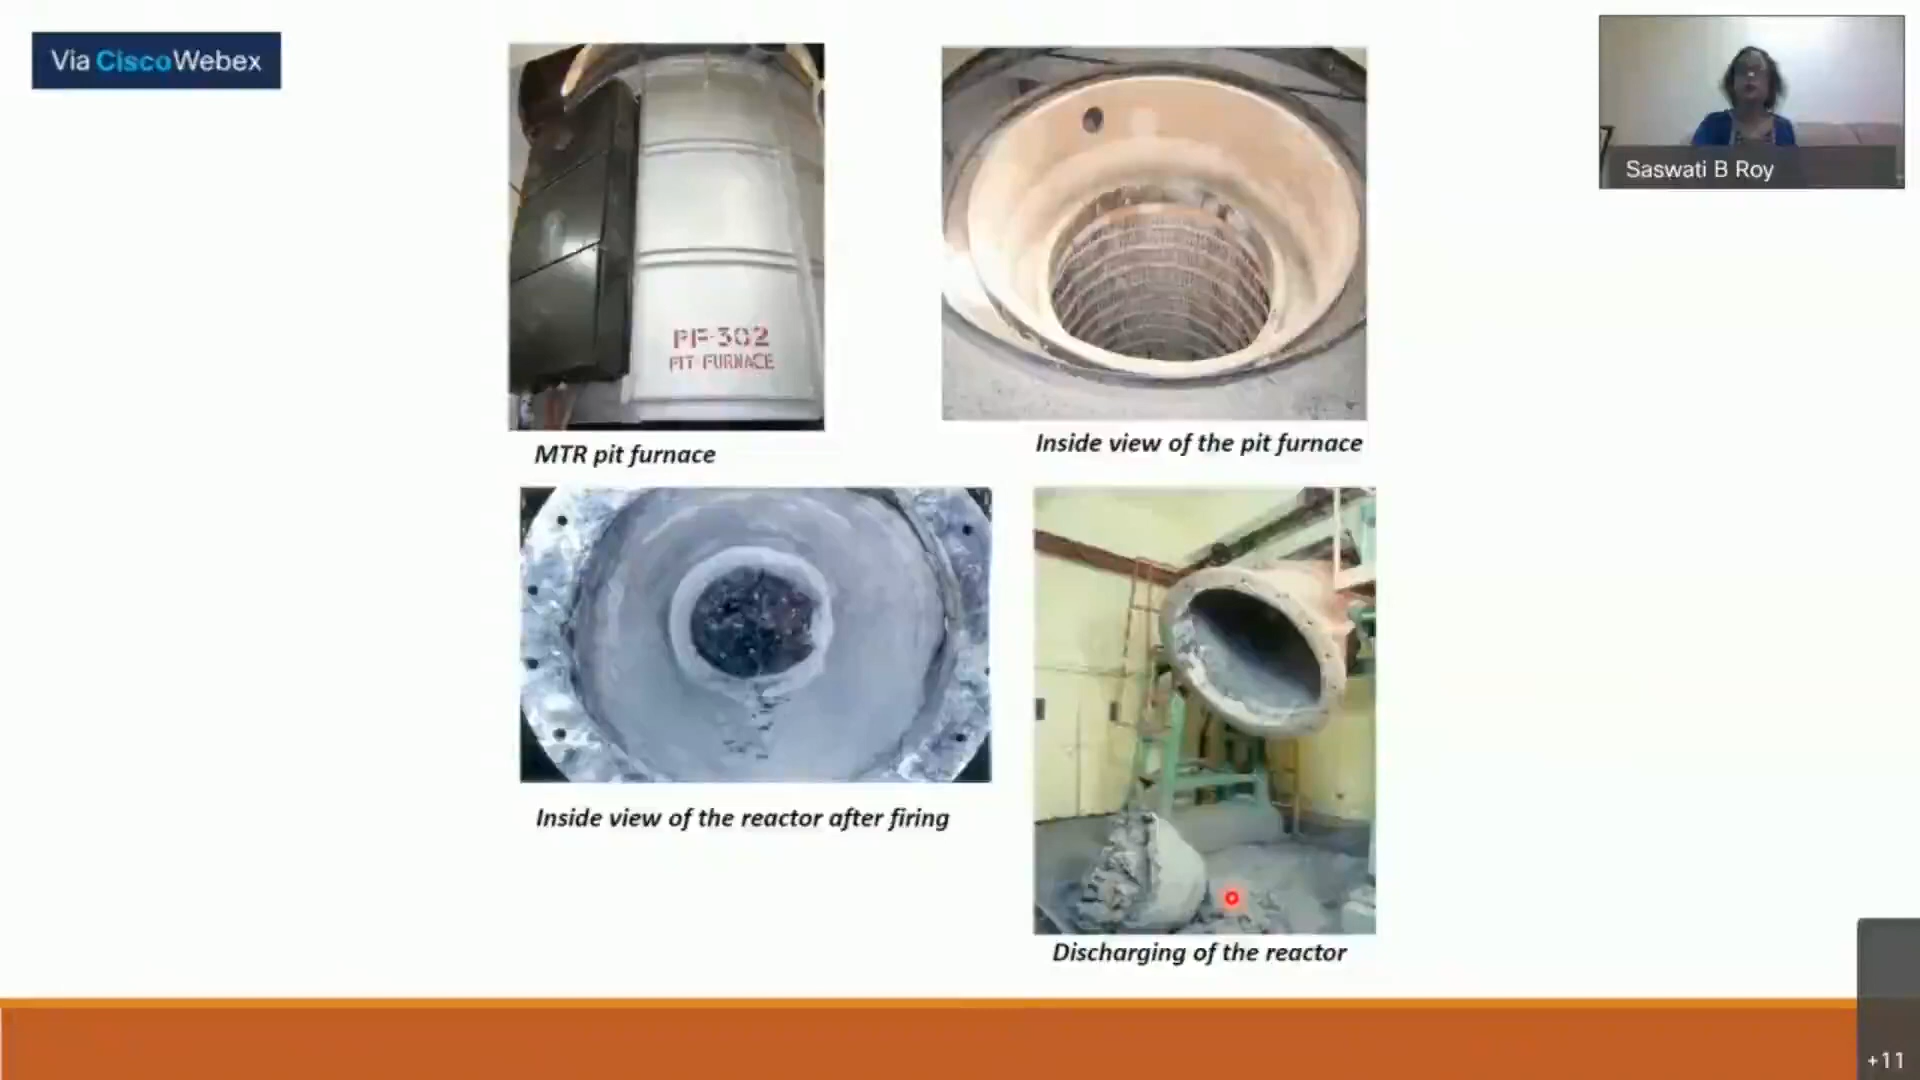 Via CiscoWebex
Saswati B Roy
PF-302
PIT FURNACE
MTR pit furnace
Inside view of the pit furnace
Inside view of the reactor after firing
Discharging of the reactor
+11